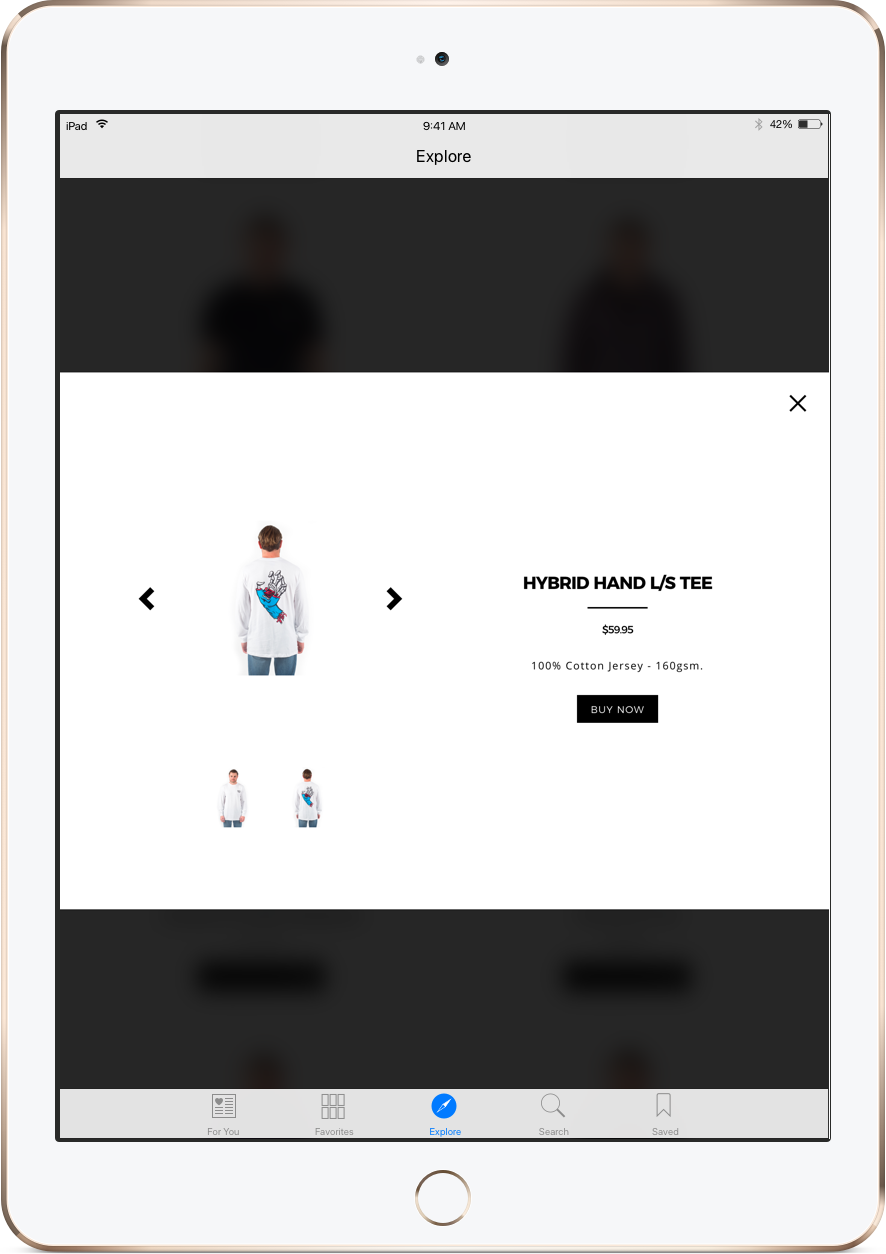 iPad 9:41 AM 42%
Explore
HYBRID HAND L/S TEE
$59.95
100% Cotton Jersey - 160gsm.
BUY NOW
For You Favorites Explore Search Saved